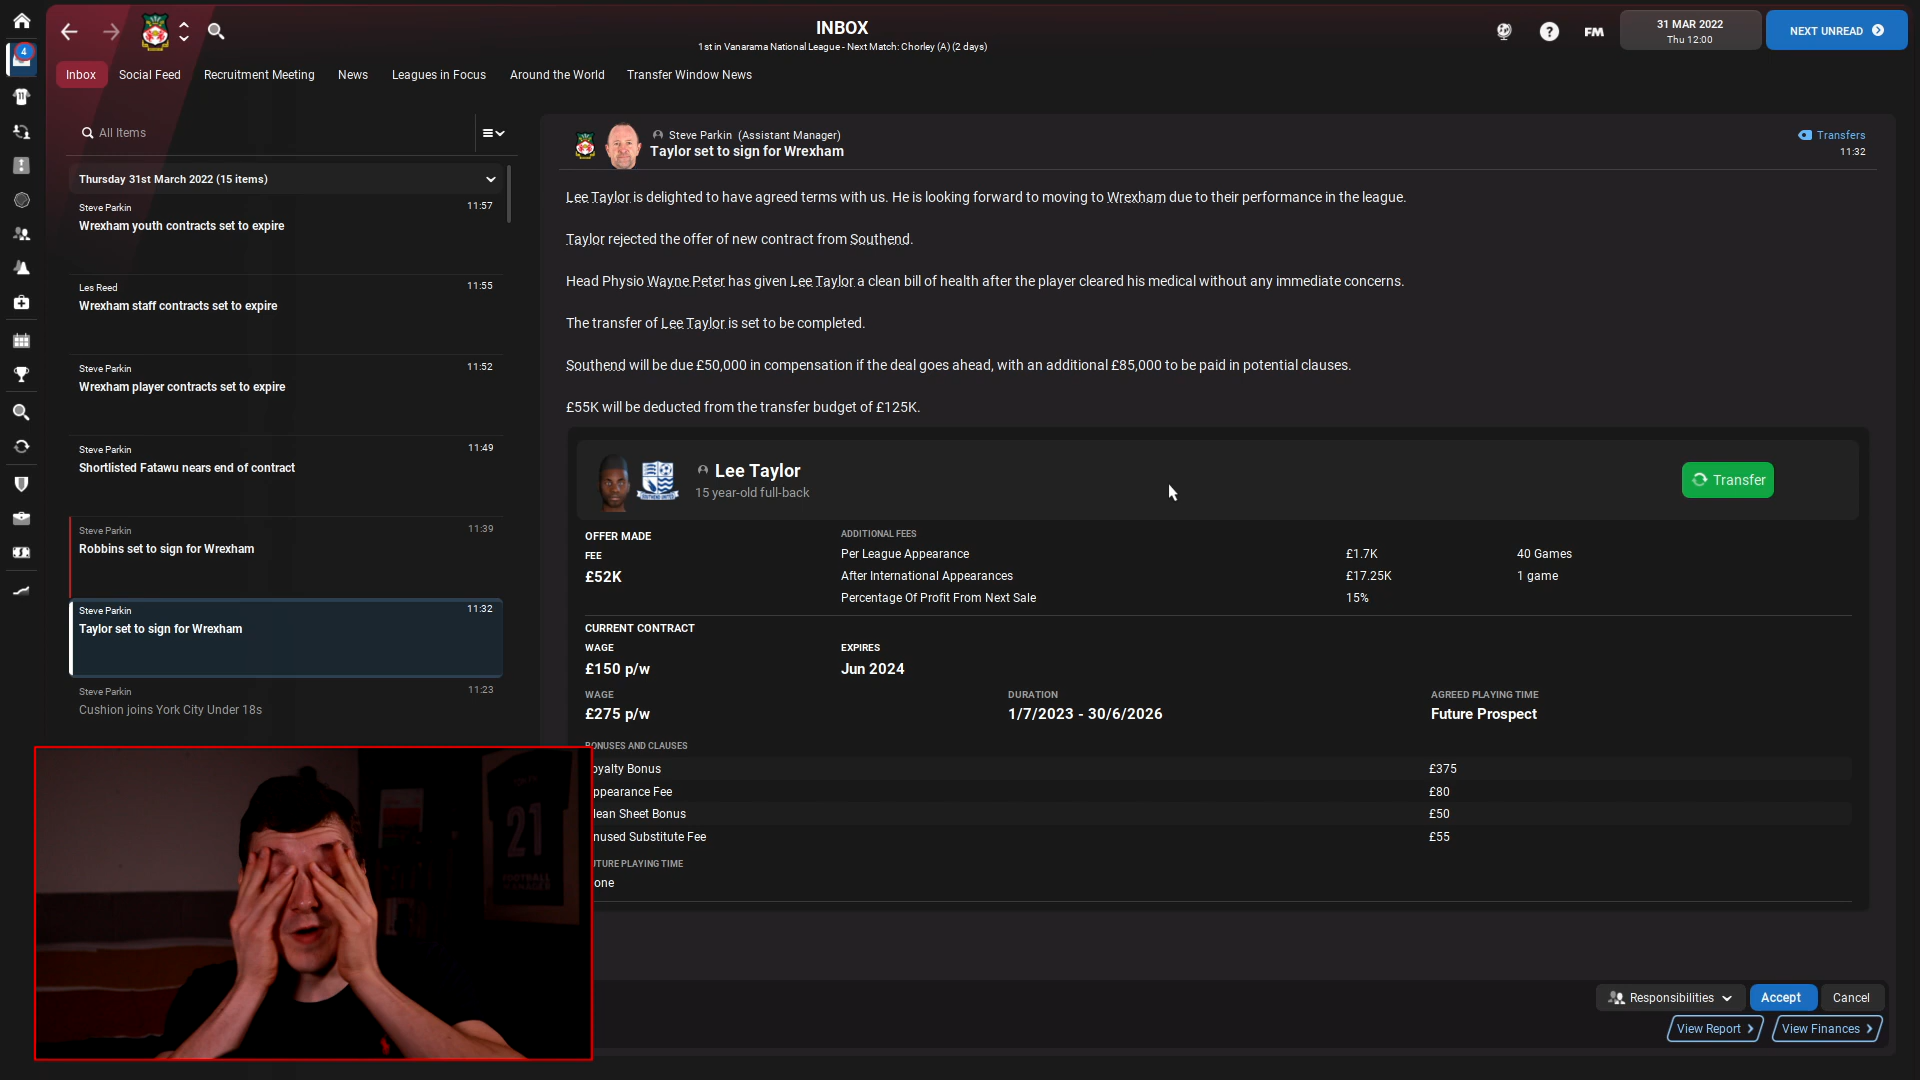 INBOX
1st in Vanarama National League - Next Match: Chorley (A) (2 days)
4
FM
31 MAR 2022
Thu 12:00
NEXT UNREAD
Inbox
Social Feed
Recruitment Meeting
News
Leagues in Focus
Around the World
Transfer Window News
All Items
Thursday 31st March 2022 (15 items)
Steve Parkin 11:57
Wrexham youth contracts set to expire
Les Reed 11:55
Wrexham staff contracts set to expire
Steve Parkin 11:52
Wrexham player contracts set to expire
Steve Parkin 11:49
Shortlisted Fatawu nears end of contract
Steve Parkin 11:39
Robbins set to sign for Wrexham
Steve Parkin 11:32
Taylor set to sign for Wrexham
Steve Parkin 11:23
Cushion joins York City Under 18s
Steve Parkin (Assistant Manager)
Taylor set to sign for Wrexham
Transfers
11:32
Lee Taylor is delighted to have agreed terms with us. He is looking forward to moving to Wrexham due to their performance in the league.
Taylor rejected the offer of new contract from Southend.
Head Physio Wayne Peter has given Lee Taylor a clean bill of health after the player cleared his medical without any immediate concerns.
The transfer of Lee Taylor is set to be completed.
Southend will be due £50,000 in compensation if the deal goes ahead, with an additional £85,000 to be paid in potential clauses.
£55K will be deducted from the transfer budget of £125K.
Lee Taylor
15 year-old full-back
Transfer
OFFER MADE
FEE
£52K
ADDITIONAL FEES
Per League Appearance £1.7K 40 Games
After International Appearances £17.25K 1 game
Percentage Of Profit From Next Sale 15%
CURRENT CONTRACT
WAGE EXPIRES
£150 p/w Jun 2024
WAGE DURATION AGREED PLAYING TIME
£275 p/w 1/7/2023 - 30/6/2026 Future Prospect
BONUSES AND CLAUSES
oyalty Bonus £375
ppearance Fee £80
lean Sheet Bonus £50
nused Substitute Fee £55
UTURE PLAYING TIME
one
21
FOOTBALL
MANAGER
Responsibilities
Accept
Cancel
View Report
View Finances